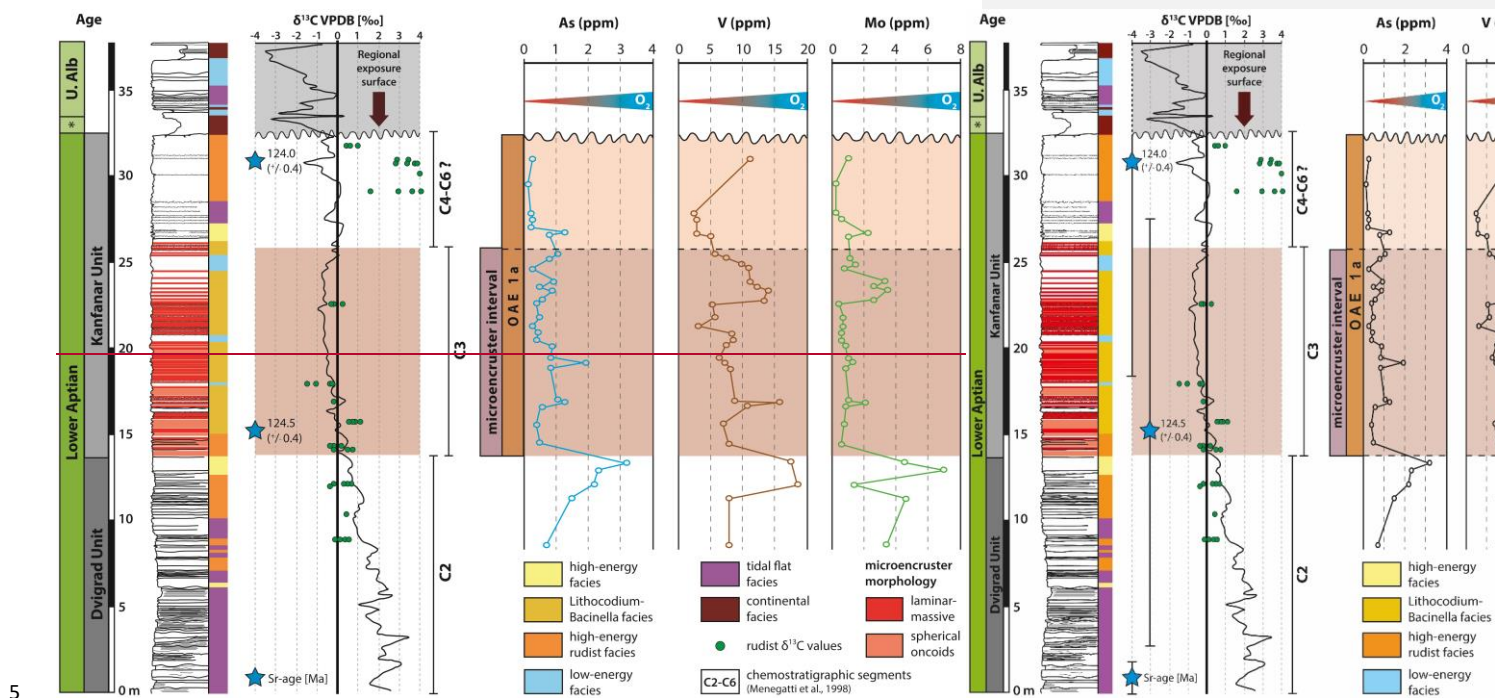 Age
δ¹³C VPDB [‰]
-4 -3 -2 -1 0 1 2 3 4
Regional
exposure
surface
U. Alb
*
Lower Aptian
Kanfanar Unit
Dvigrad Unit
35
30
25
20
15
10
5
0 m
124.0
(+/- 0.4)
124.5
(+/- 0.4)
Sr-age [Ma]
C4-C6 ?
C3
C2
microencruster interval
OAE 1a
As (ppm)
0 1 2 3 4
V (ppm)
0 5 10 15 20
Mo (ppm)
0 2 4 6 8
O₂
O₂
O₂
high-energy
facies
Lithocodium-
Bacinella facies
high-energy
rudist facies
low-energy
facies
tidal flat
facies
continental
facies
rudist δ¹³C values
C2-C6 chemostratigraphic segments
(Menegatti et al., 1998)
microencruster
morphology
laminar-
massive
spherical
oncoids
Age
δ¹³C VPDB [‰]
-4 -3 -2 -1 0 1 2 3 4
Regional
exposure
surface
U. Alb
*
Lower Aptian
Kanfanar Unit
Dvigrad Unit
35
30
25
20
15
10
5
0 m
124.0
(+/- 0.4)
124.5
(+/- 0.4)
Sr-age [Ma]
C4-C6 ?
C3
C2
microencruster interval
OAE 1a
As (ppm)
0 2 4
V (
0
O₂
high-energy
facies
Lithocodium-
Bacinella facies
high-energy
rudist facies
low-energy
facies
5